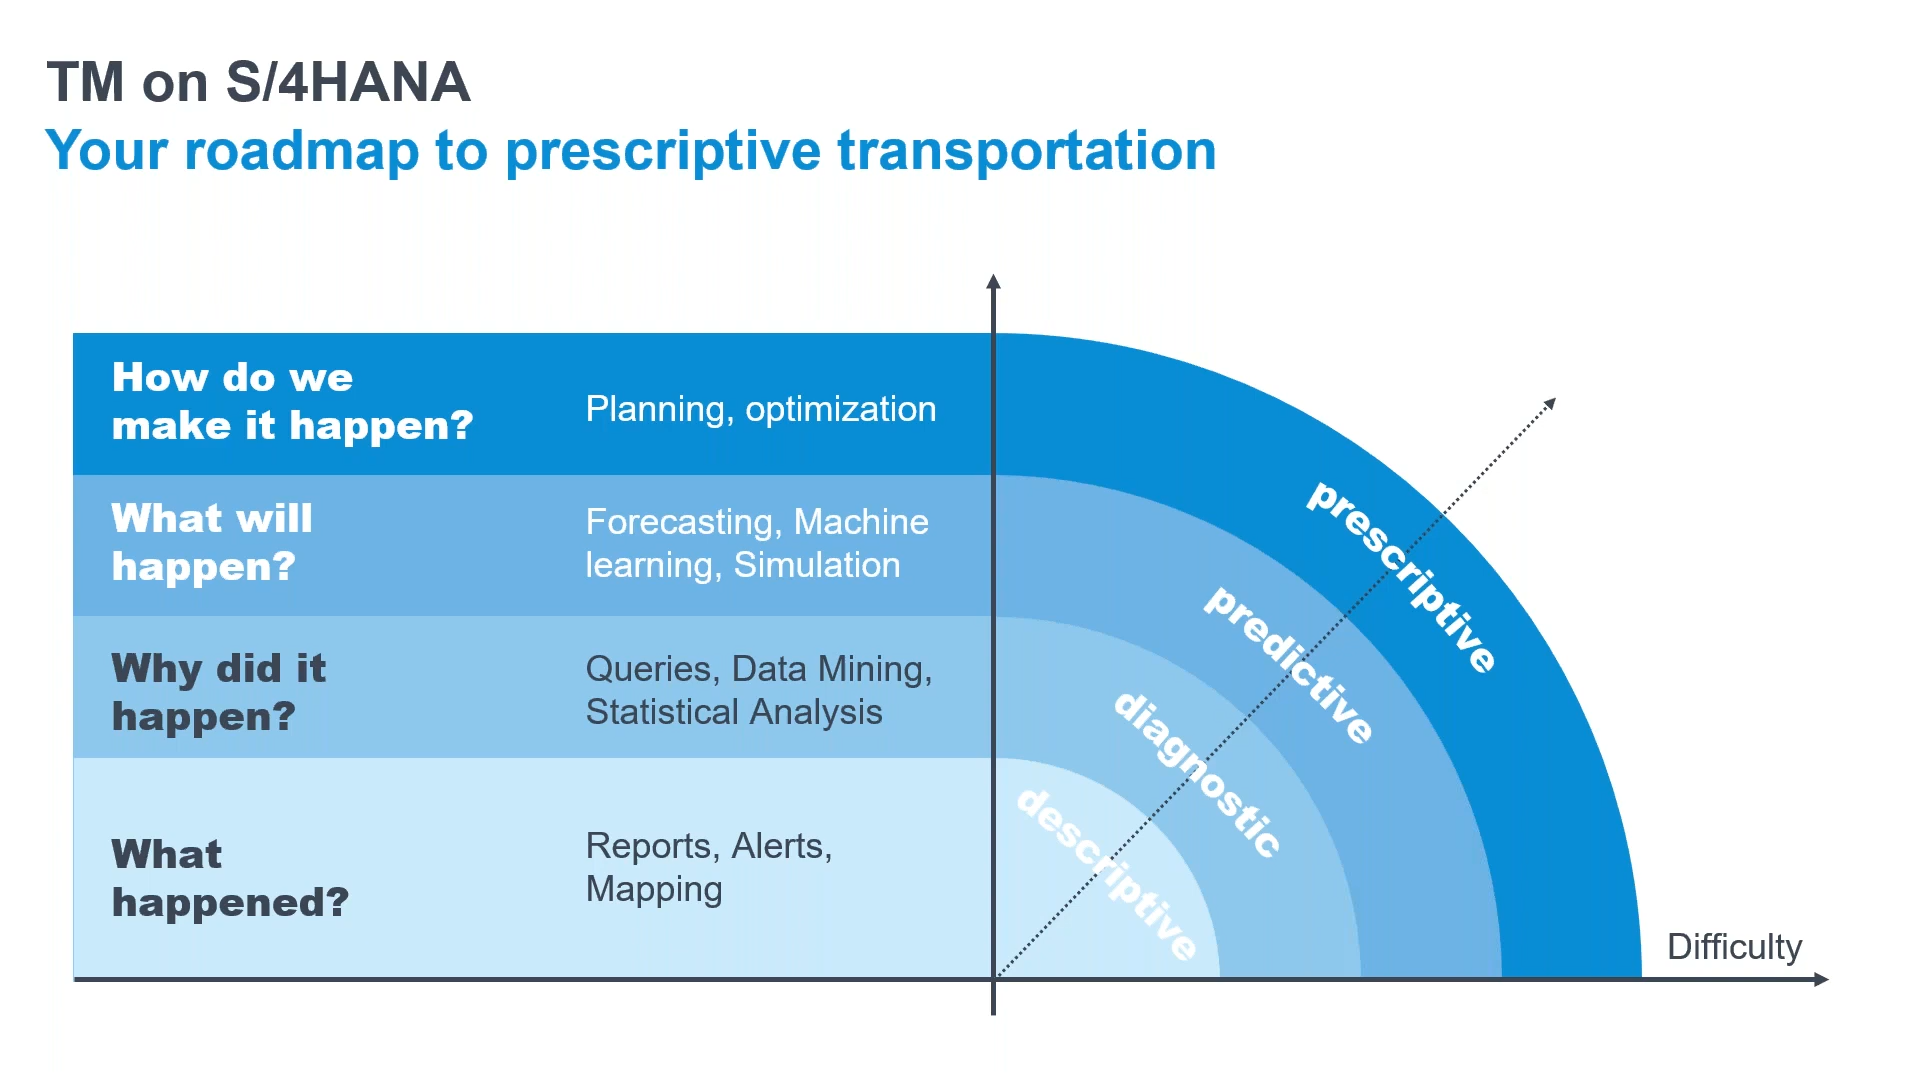 TM on S/4HANA
Your roadmap to prescriptive transportation
How do we
make it happen?
Planning, optimization
What will
happen?
Forecasting, Machine
learning, Simulation
Why did it
happen?
Queries, Data Mining,
Statistical Analysis
What
happened?
Reports, Alerts,
Mapping
prescriptive
predictive
diagnostic
descriptive
Difficulty